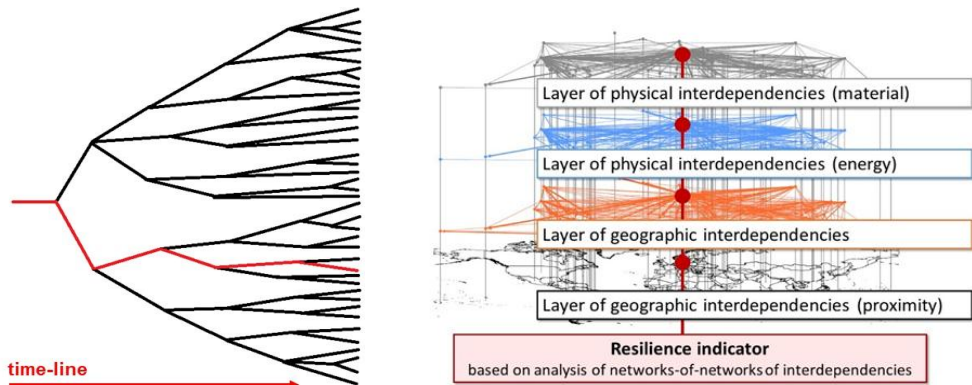 time-line
Layer of physical interdependencies (material)
Layer of physical interdependencies (energy)
Layer of geographic interdependencies
Layer of geographic interdependencies (proximity)
Resilience indicator
based on analysis of networks-of-networks of interdependencies